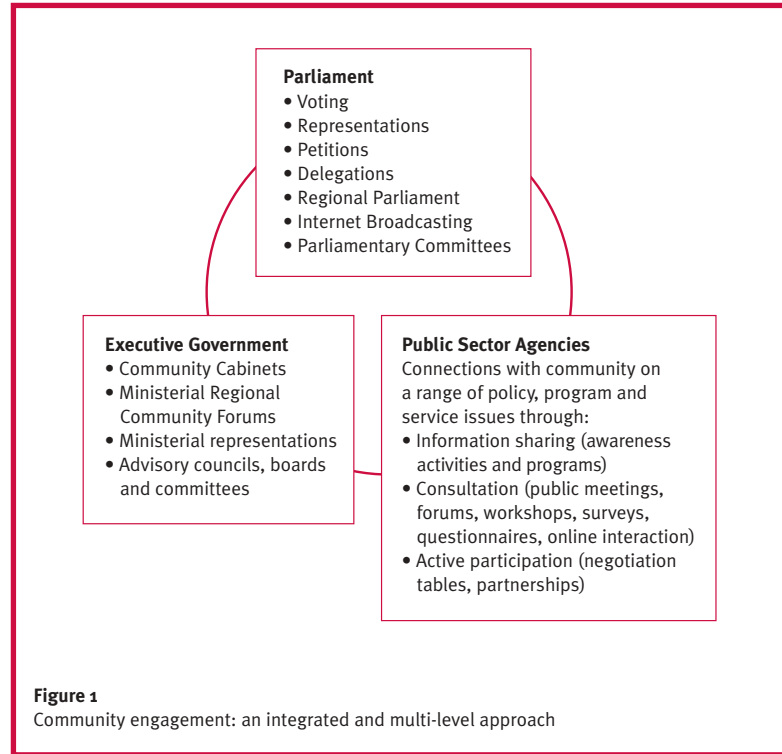 Parliament
• Voting
• Representations
• Petitions
• Delegations
• Regional Parliament
• Internet Broadcasting
• Parliamentary Committees
Executive Government
• Community Cabinets
• Ministerial Regional
Community Forums
• Ministerial representations
• Advisory councils, boards
and committees
Public Sector Agencies
Connections with community on
a range of policy, program and
service issues through:
• Information sharing (awareness
activities and programs)
• Consultation (public meetings,
forums, workshops, surveys,
questionnaires, online interaction)
• Active participation (negotiation
tables, partnerships)
Figure 1
Community engagement: an integrated and multi-level approach